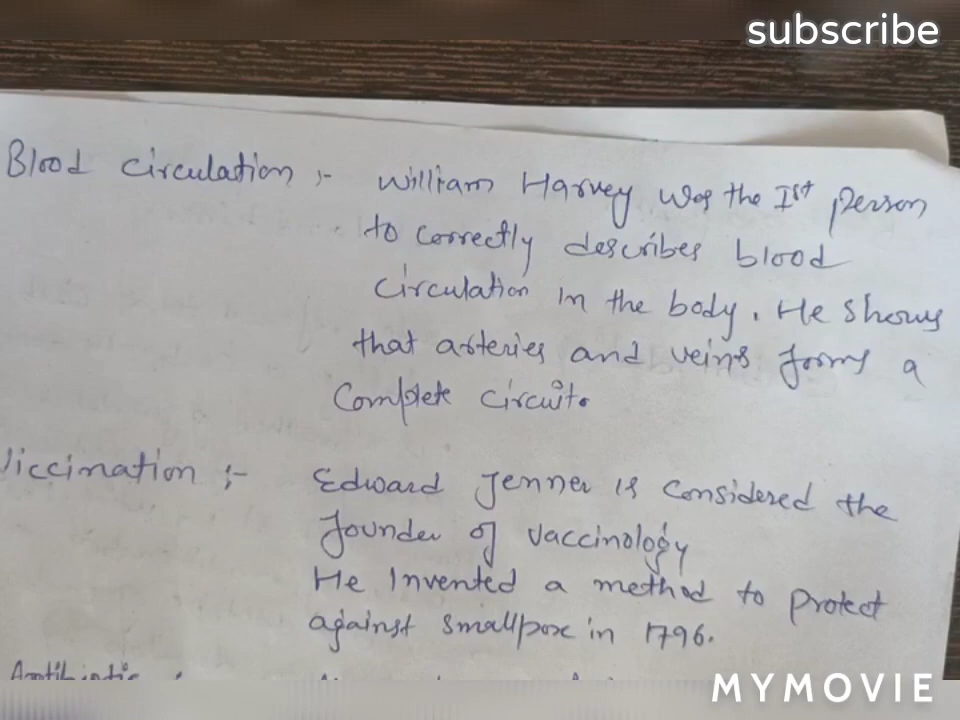 subscribe
Blood circulation :- William Harvey was the Ist person
to correctly describes blood
circulation in the body. He shows
that arteries and veins forms a
complete circuit.
Viccination :- Edward Jenner is considered the
founder of vaccinology
He invented a method to protect
against smallpox in 1796.
MYMOVIE